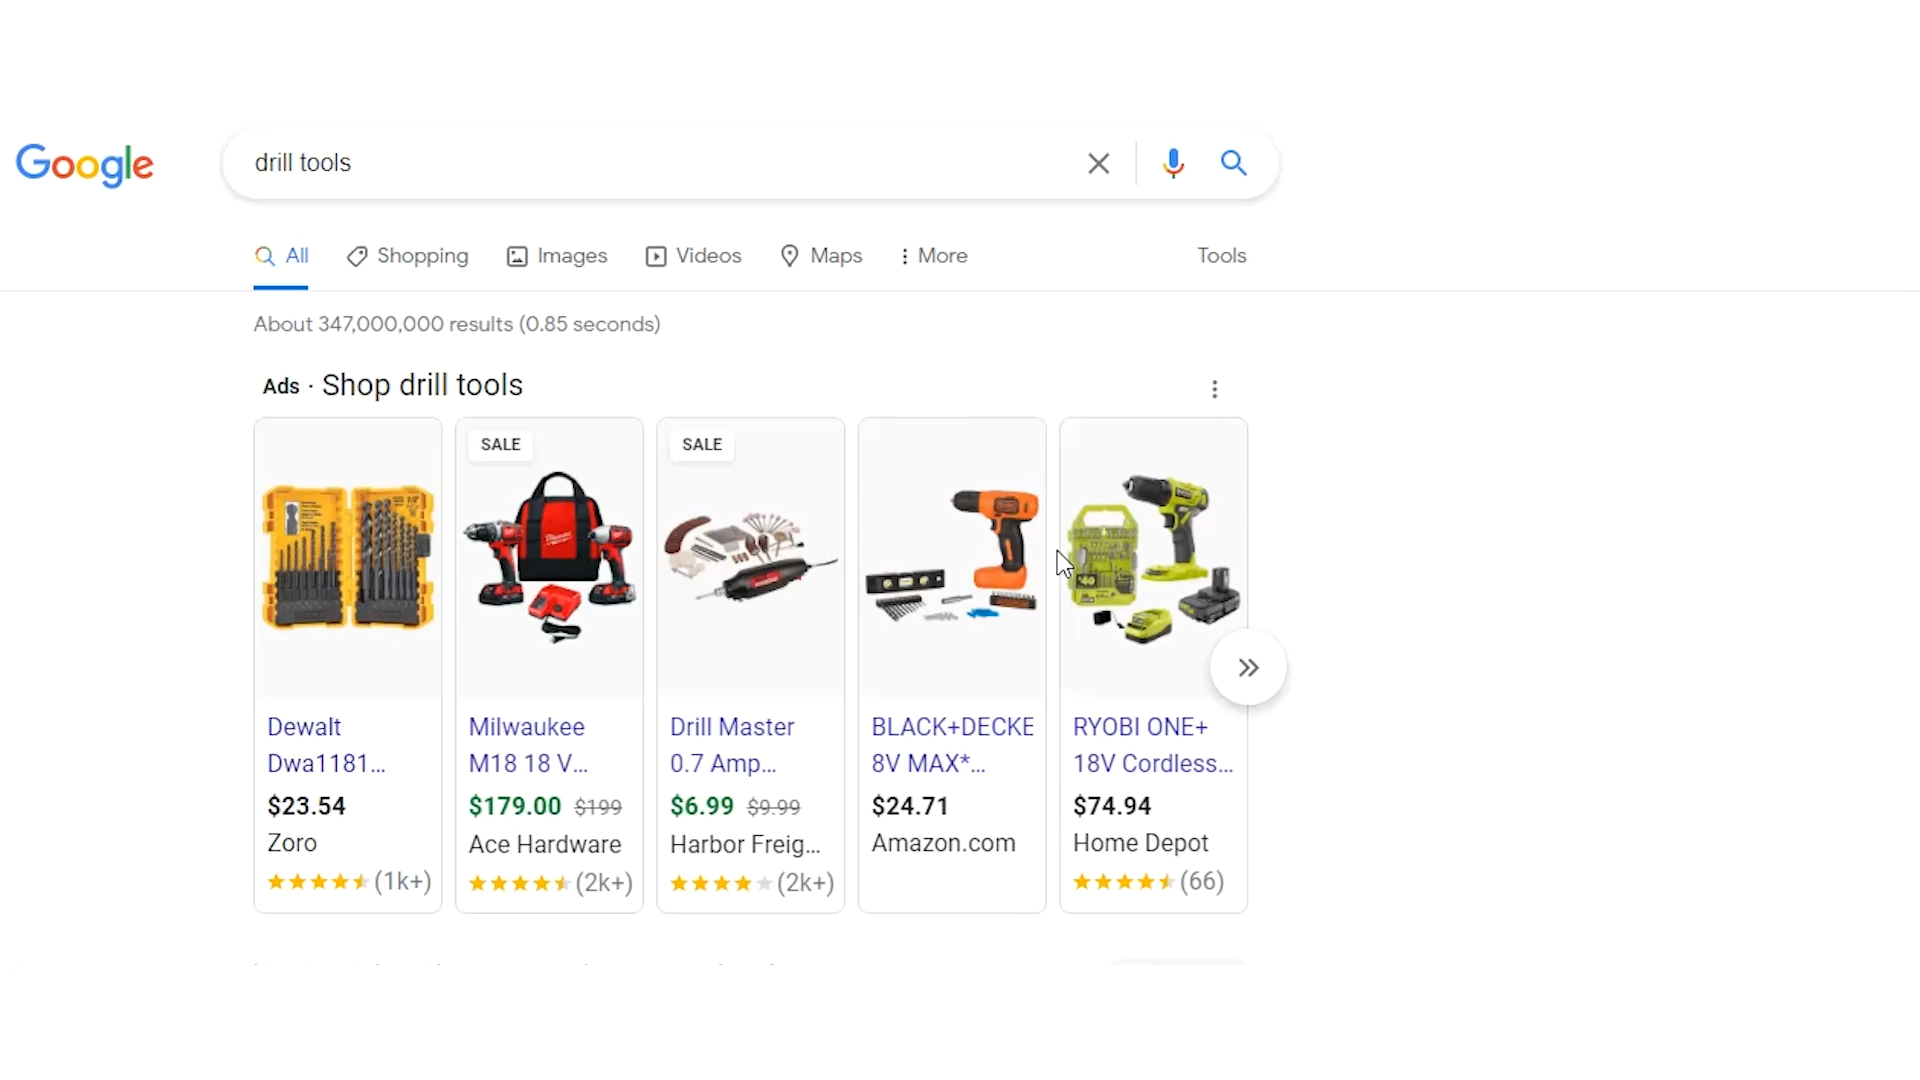 Google
drill tools
All
Shopping
Images
Videos
Maps
More
Tools
About 347,000,000 results (0.85 seconds)
Ads · Shop drill tools
SALE
SALE
Dewalt
Dwa1181...
$23.54
Zoro
(1k+)
Milwaukee
M18 18 V...
$179.00 $199
Ace Hardware
(2k+)
Drill Master
0.7 Amp...
$6.99 $9.99
Harbor Freig...
(2k+)
BLACK+DECKE
8V MAX*...
$24.71
Amazon.com
RYOBI ONE+
18V Cordless...
$74.94
Home Depot
(66)